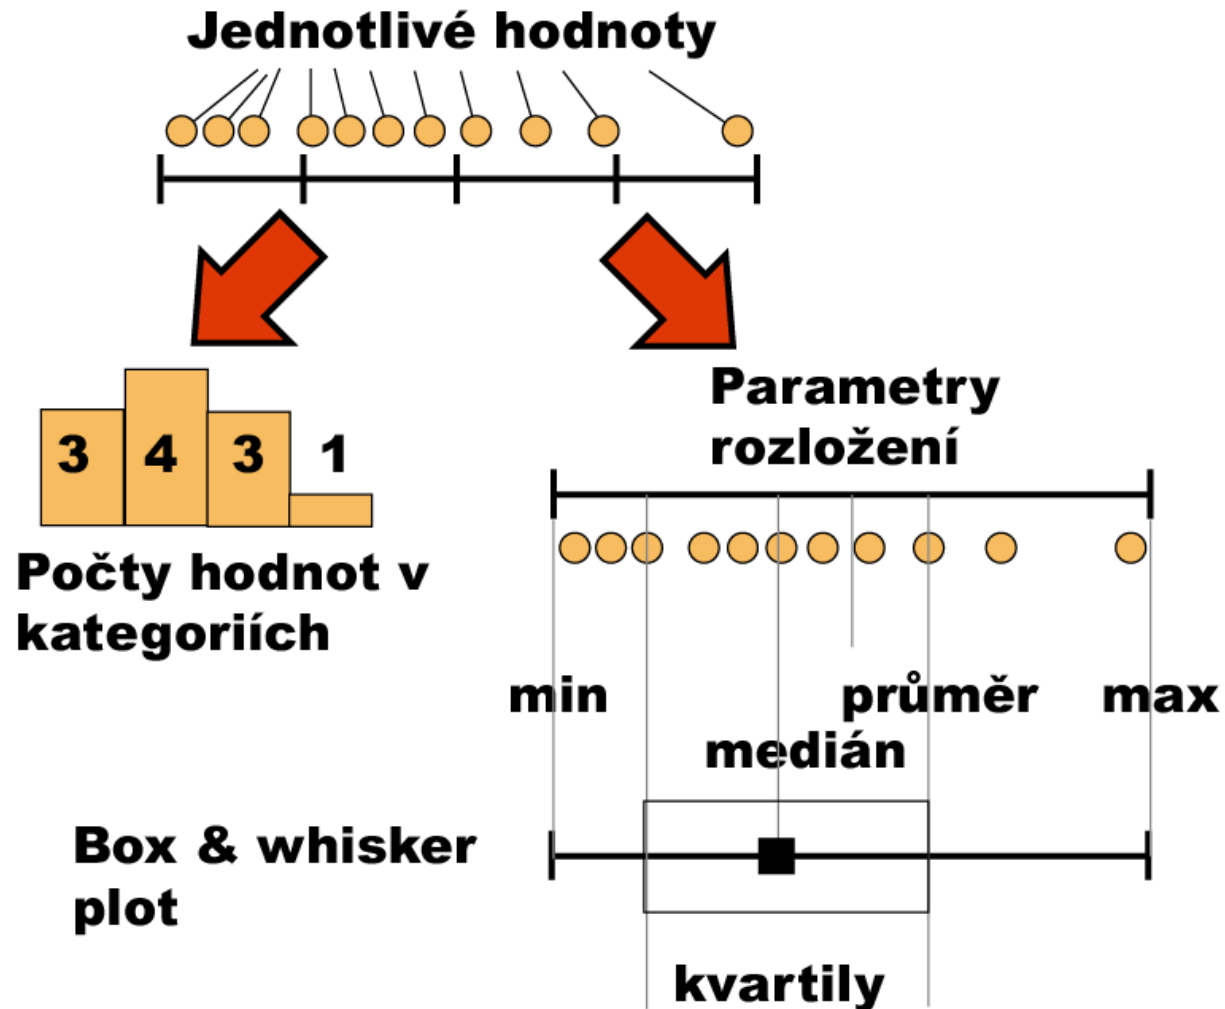 Jednotlivé hodnoty
3 4 3 1
Počty hodnot v
kategoriích
Parametry
rozložení
min průměr max
medián
Box & whisker
plot
kvartily